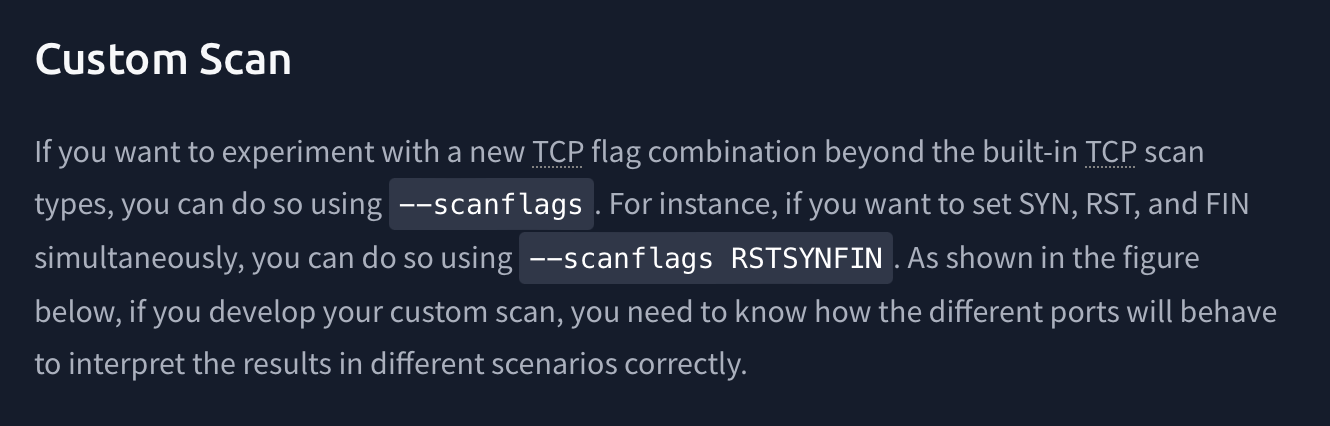 Custom Scan
If you want to experiment with a new TCP flag combination beyond the built-in TCP scan
types, you can do so using --scanflags. For instance, if you want to set SYN, RST, and FIN
simultaneously, you can do so using --scanflags RSTSYNFIN. As shown in the figure
below, if you develop your custom scan, you need to know how the different ports will behave
to interpret the results in different scenarios correctly.